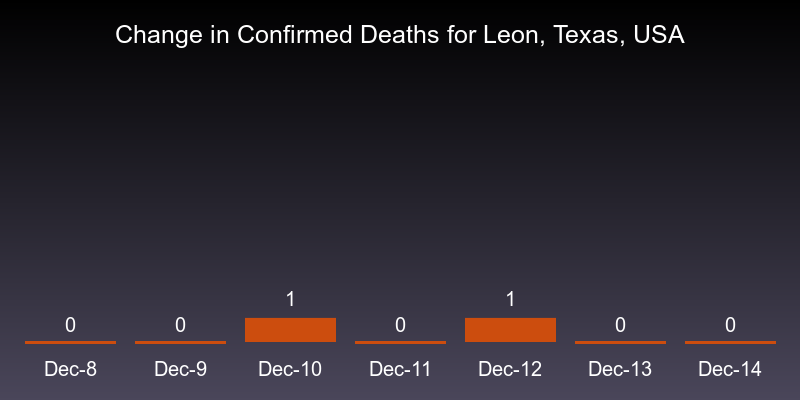 Change in Confirmed Deaths for Leon, Texas, USA
1 1
0 0 0 0 0
Dec-8 Dec-9 Dec-10 Dec-11 Dec-12 Dec-13 Dec-14